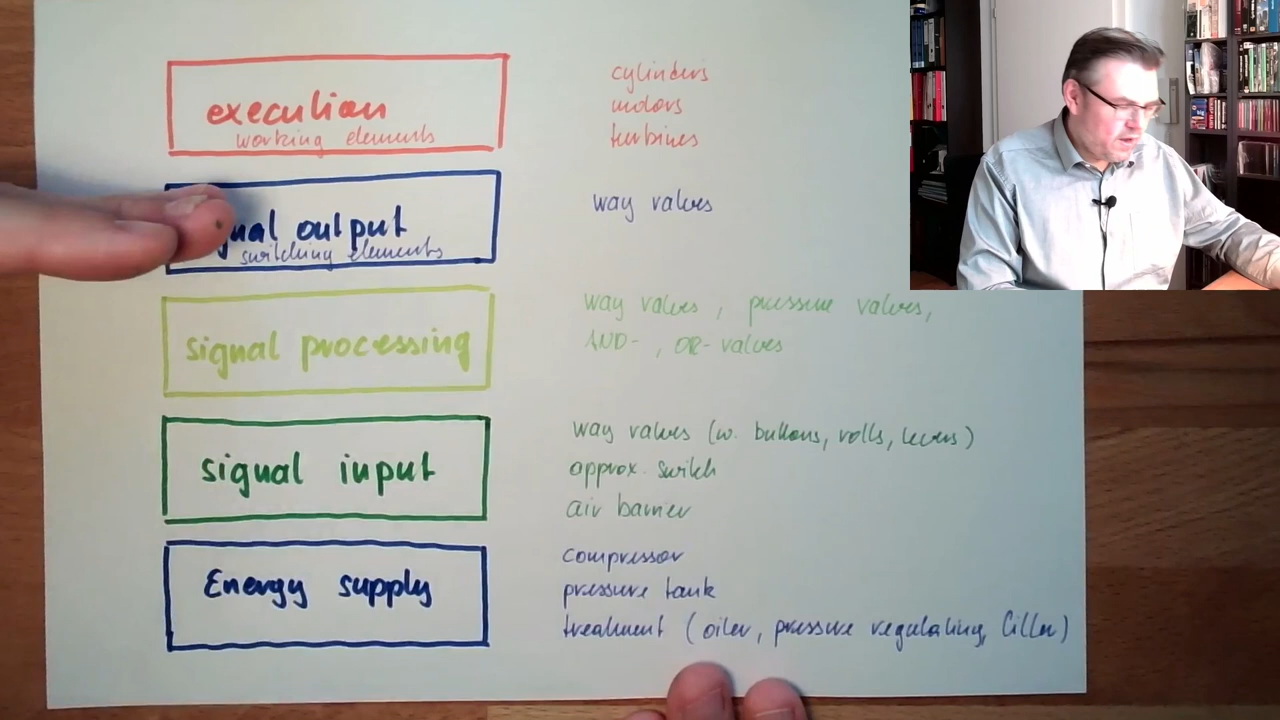 execution
working elements
cylinders
motors
turbines
gnal output
switching elements
way valves
signal processing
way valves, pressure valves,
AND-, OR-valves
signal input
way valves (w. buttons, rolls, levers)
approx. switch
air barrier
Energy supply
compressor
pressure tank
treatment (oiler, pressure regulating, filter)